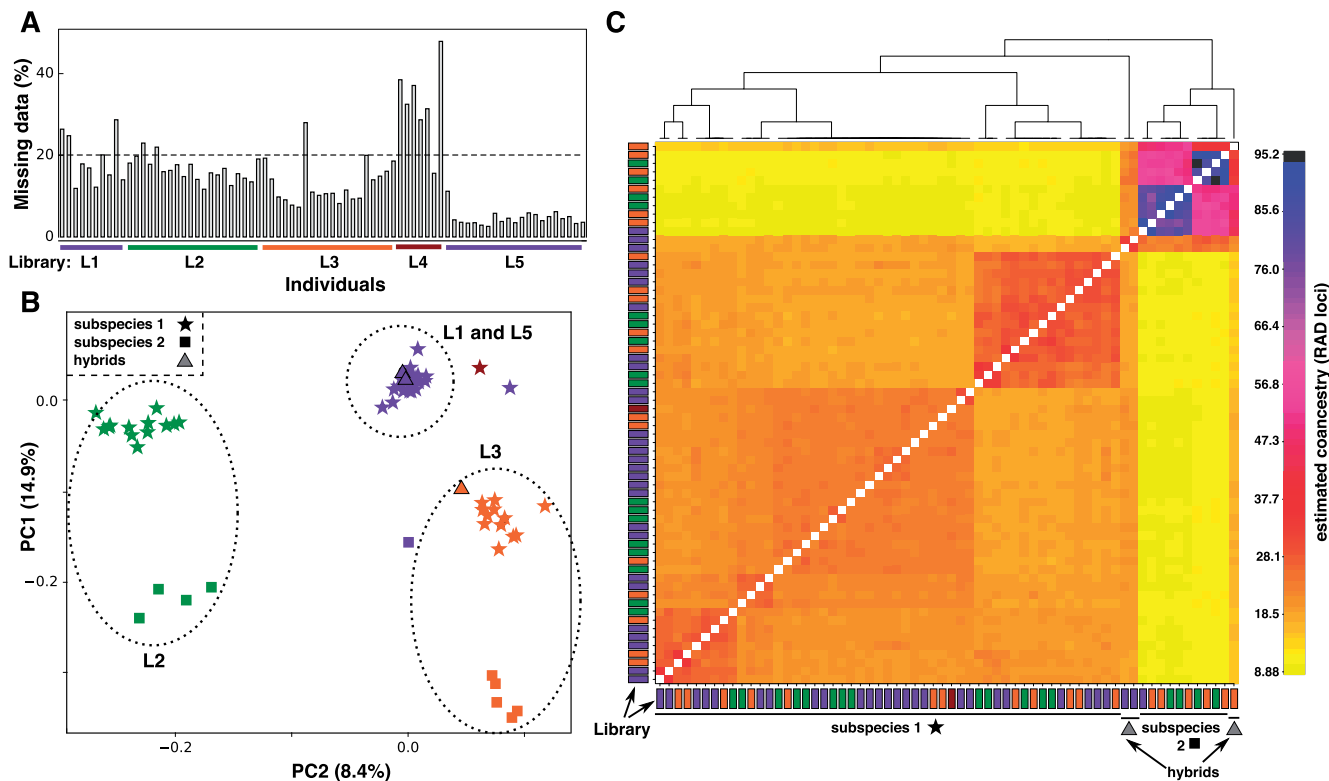 A
Missing data (%)
40
20
0
Library: L1 L2 L3 L4 L5
Individuals
B
subspecies 1
subspecies 2
hybrids
L1 and L5
L3
L2
PC1 (14.9%)
0.0
−0.2
−0.2 0.0
PC2 (8.4%)
C
95.2
85.6
76.0
66.4
56.8
47.3
37.7
28.1
18.5
8.88
estimated coancestry (RAD loci)
Library
subspecies 1
subspecies
2
hybrids